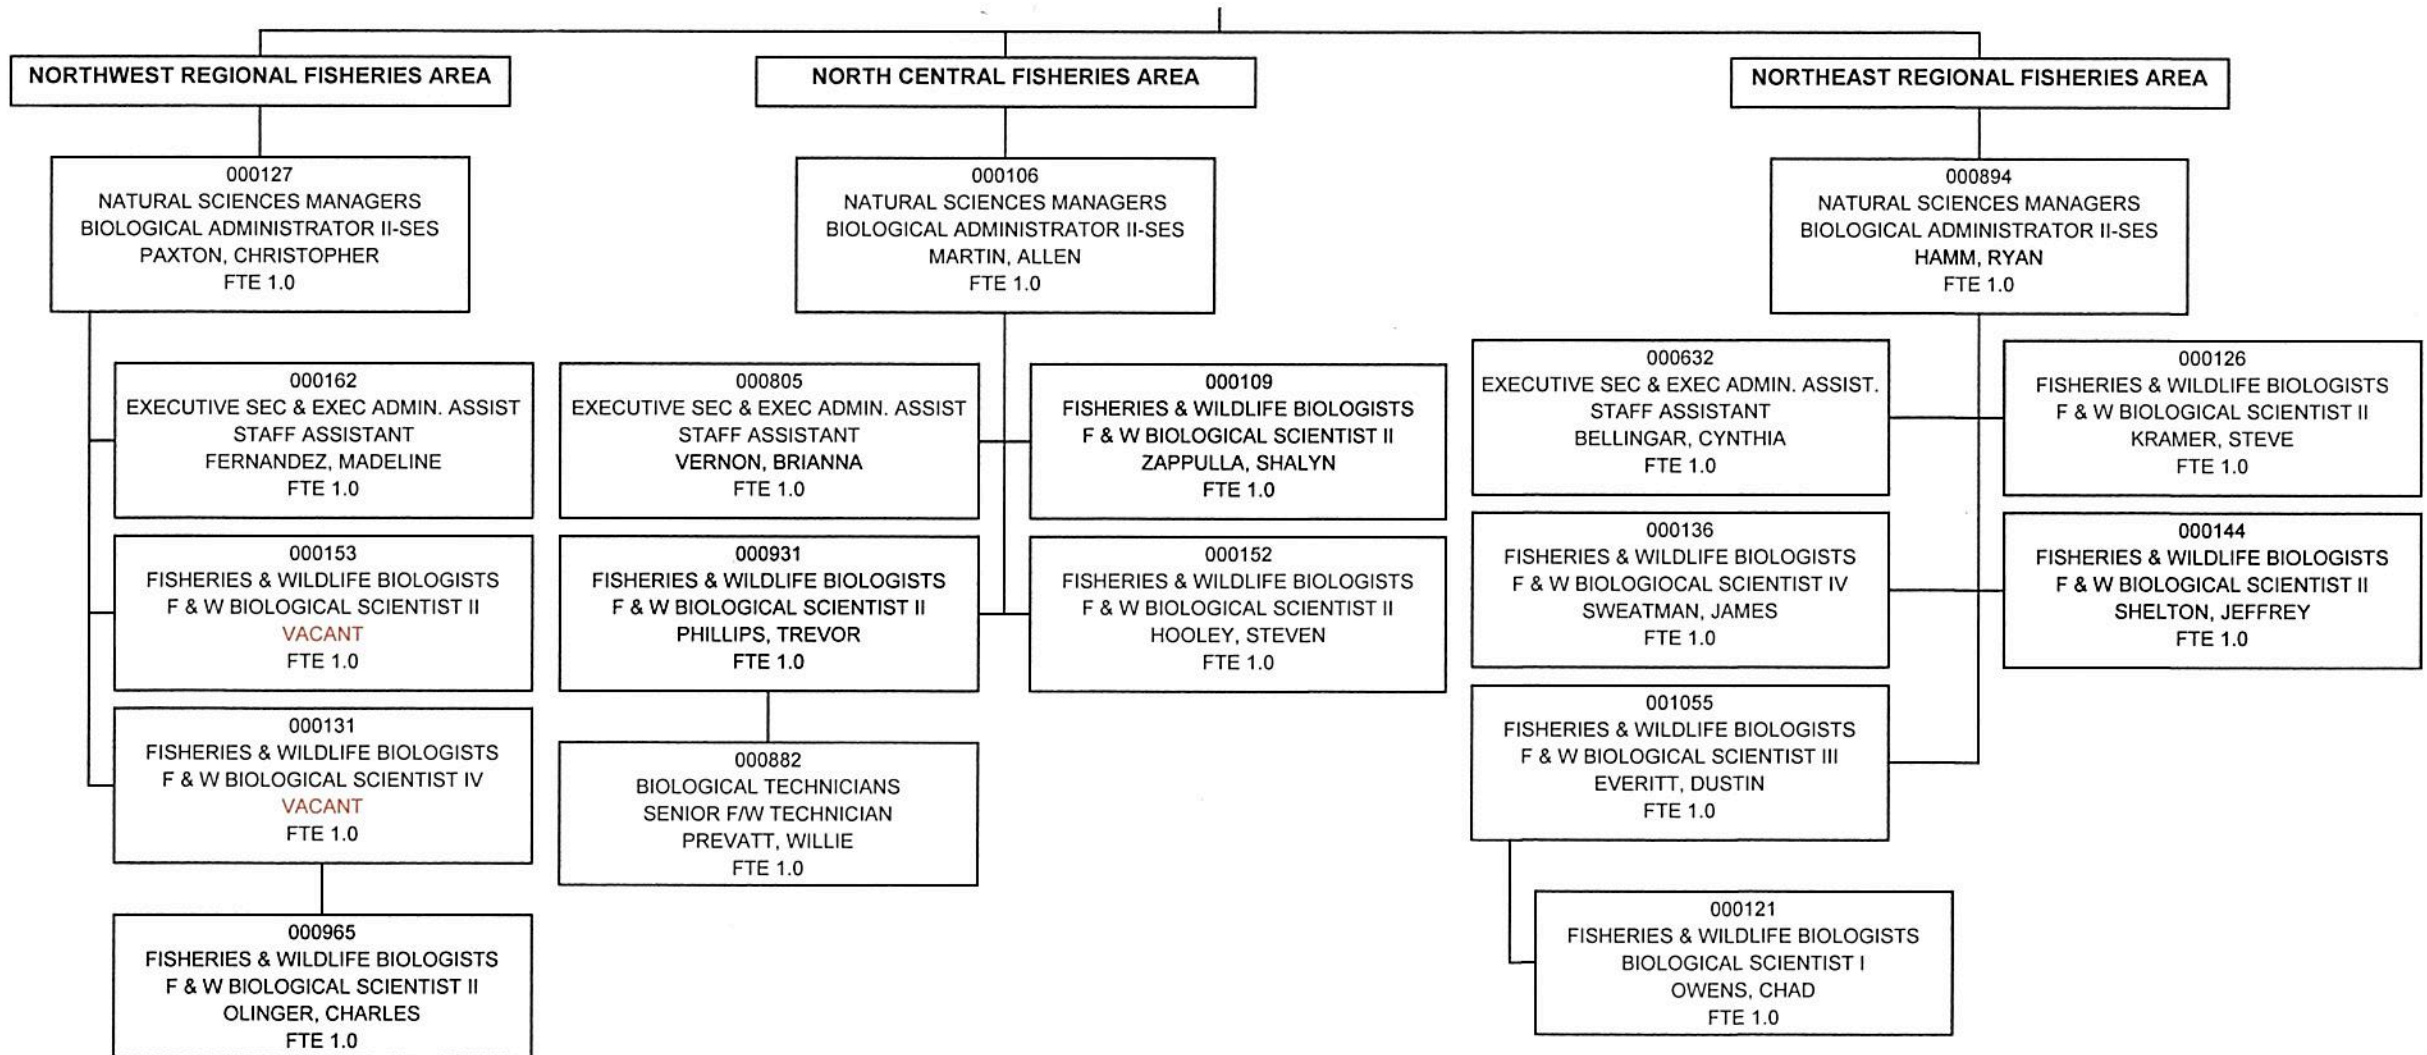 NORTHWEST REGIONAL FISHERIES AREA
000127
NATURAL SCIENCES MANAGERS
BIOLOGICAL ADMINISTRATOR II-SES
PAXTON, CHRISTOPHER
FTE 1.0
000162
EXECUTIVE SEC & EXEC ADMIN. ASSIST
STAFF ASSISTANT
FERNANDEZ, MADELINE
FTE 1.0
000153
FISHERIES & WILDLIFE BIOLOGISTS
F & W BIOLOGICAL SCIENTIST II
VACANT
FTE 1.0
000131
FISHERIES & WILDLIFE BIOLOGISTS
F & W BIOLOGICAL SCIENTIST IV
VACANT
FTE 1.0
000965
FISHERIES & WILDLIFE BIOLOGISTS
F & W BIOLOGICAL SCIENTIST II
OLINGER, CHARLES
FTE 1.0
NORTH CENTRAL FISHERIES AREA
000106
NATURAL SCIENCES MANAGERS
BIOLOGICAL ADMINISTRATOR II-SES
MARTIN, ALLEN
FTE 1.0
000805
EXECUTIVE SEC & EXEC ADMIN. ASSIST
STAFF ASSISTANT
VERNON, BRIANNA
FTE 1.0
000109
FISHERIES & WILDLIFE BIOLOGISTS
F & W BIOLOGICAL SCIENTIST II
ZAPPULLA, SHALYN
FTE 1.0
000931
FISHERIES & WILDLIFE BIOLOGISTS
F & W BIOLOGICAL SCIENTIST II
PHILLIPS, TREVOR
FTE 1.0
000152
FISHERIES & WILDLIFE BIOLOGISTS
F & W BIOLOGICAL SCIENTIST II
HOOLEY, STEVEN
FTE 1.0
000882
BIOLOGICAL TECHNICIANS
SENIOR F/W TECHNICIAN
PREVATT, WILLIE
FTE 1.0
NORTHEAST REGIONAL FISHERIES AREA
000894
NATURAL SCIENCES MANAGERS
BIOLOGICAL ADMINISTRATOR II-SES
HAMM, RYAN
FTE 1.0
000632
EXECUTIVE SEC & EXEC ADMIN. ASSIST.
STAFF ASSISTANT
BELLINGAR, CYNTHIA
FTE 1.0
000126
FISHERIES & WILDLIFE BIOLOGISTS
F & W BIOLOGICAL SCIENTIST II
KRAMER, STEVE
FTE 1.0
000136
FISHERIES & WILDLIFE BIOLOGISTS
F & W BIOLOGIOCAL SCIENTIST IV
SWEATMAN, JAMES
FTE 1.0
000144
FISHERIES & WILDLIFE BIOLOGISTS
F & W BIOLOGICAL SCIENTIST II
SHELTON, JEFFREY
FTE 1.0
001055
FISHERIES & WILDLIFE BIOLOGISTS
F & W BIOLOGICAL SCIENTIST III
EVERITT, DUSTIN
FTE 1.0
000121
FISHERIES & WILDLIFE BIOLOGISTS
BIOLOGICAL SCIENTIST I
OWENS, CHAD
FTE 1.0